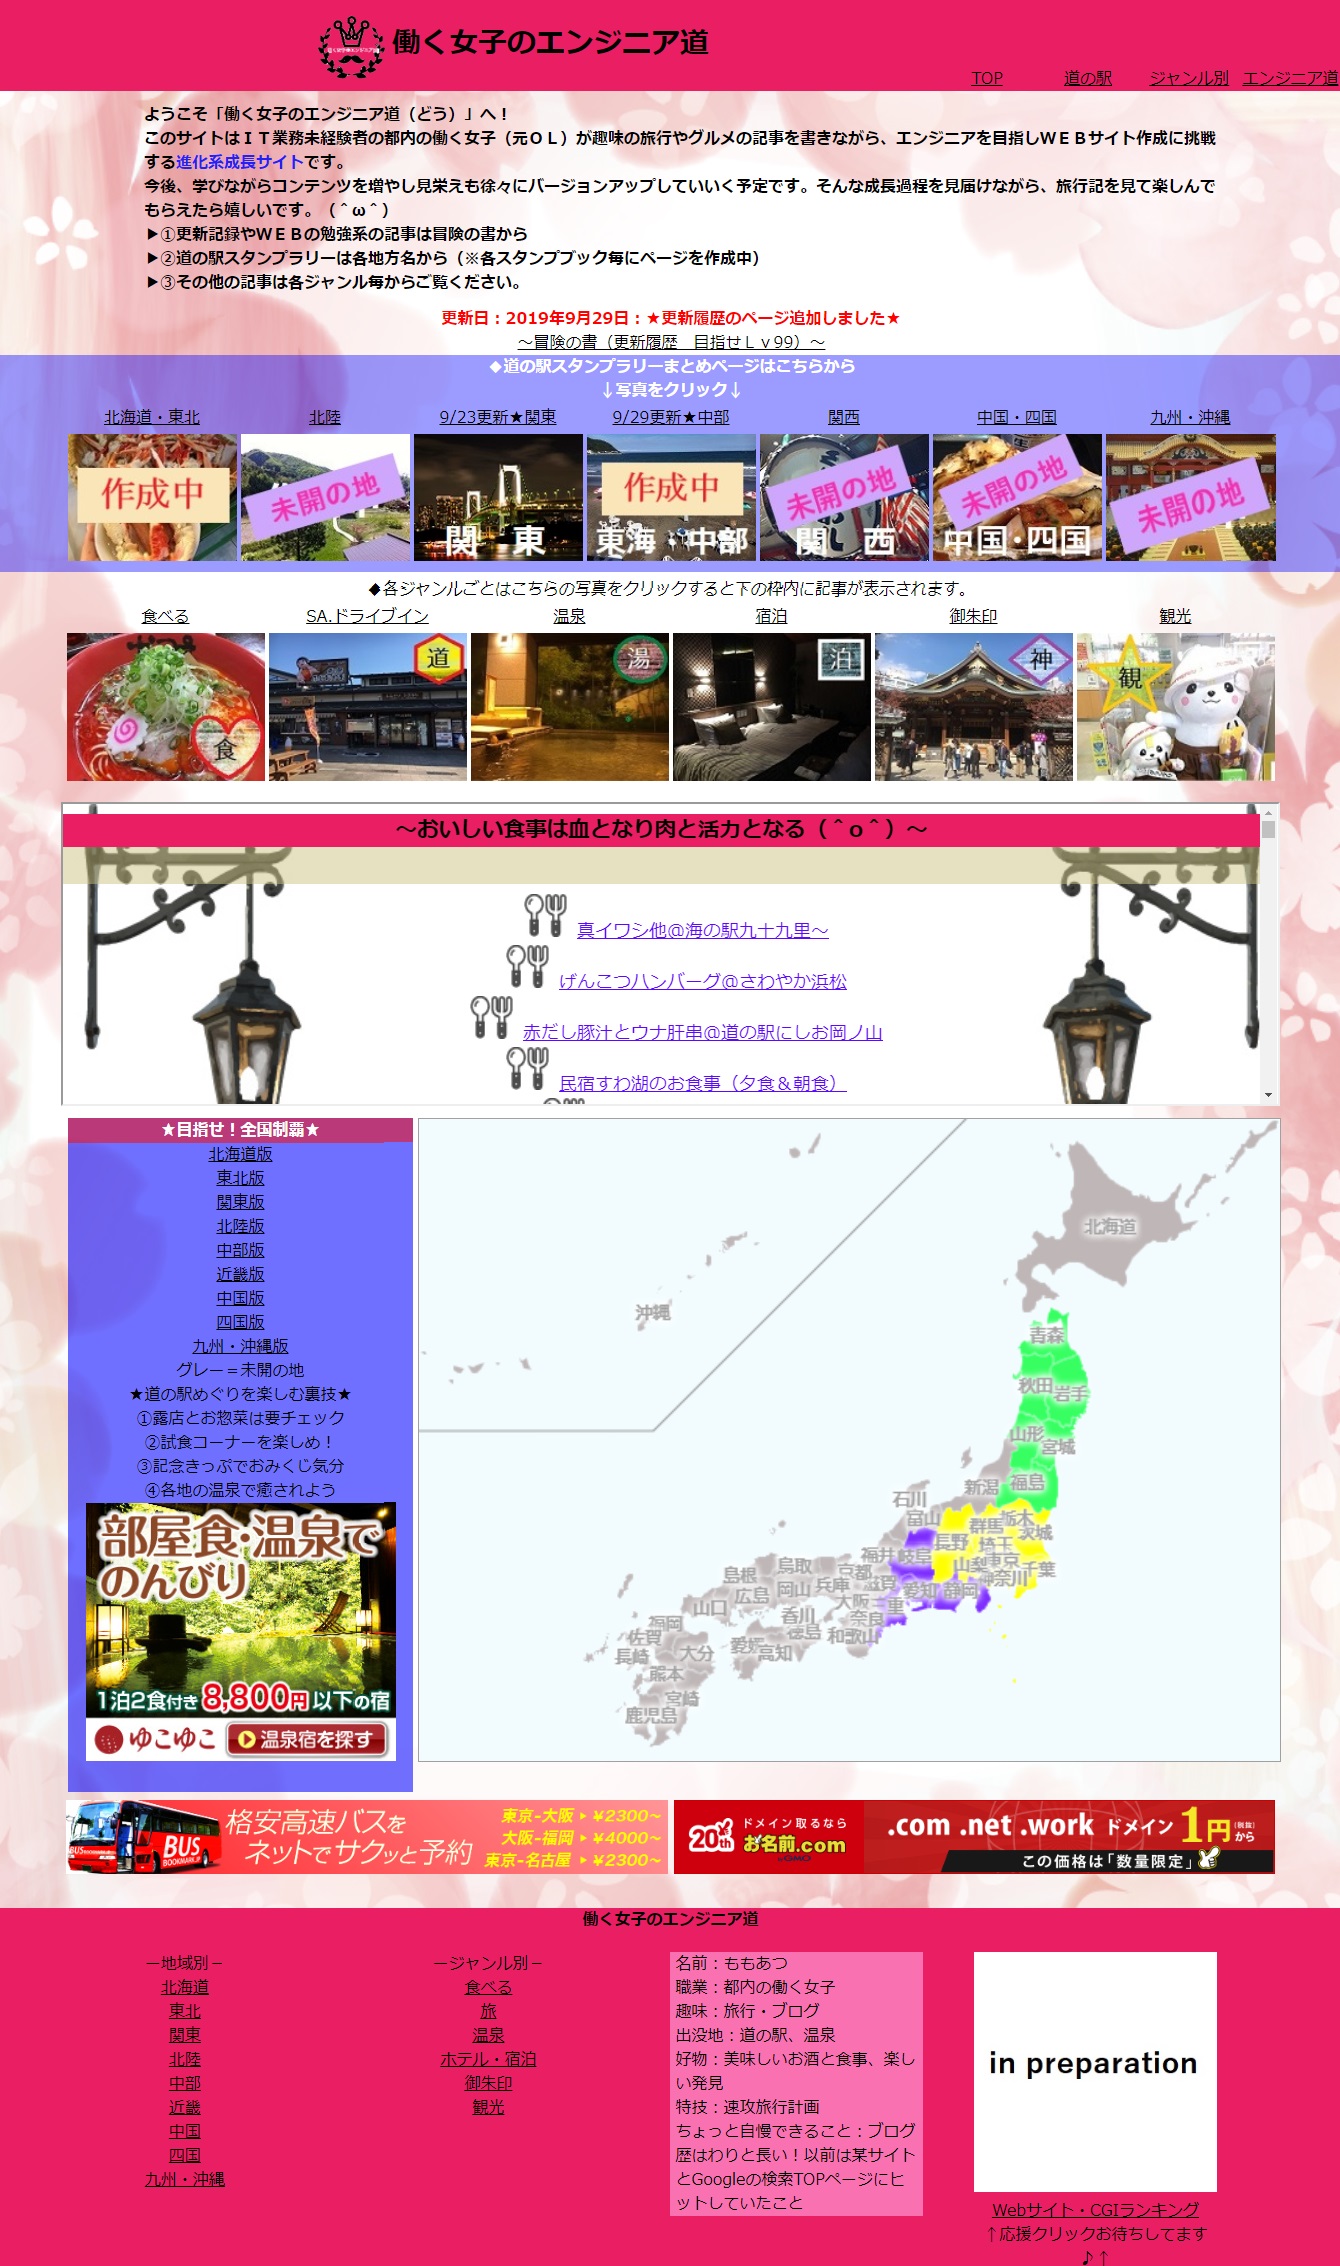 働く女子のエンジニア道
TOP 道の駅 ジャンル別 エンジニア道
ようこそ「働く女子のエンジニア道（どう）」へ！
このサイトはＩＴ業務未経験者の都内の働く女子（元ＯＬ）が趣味の旅行やグルメの記事を書きながら、エンジニアを目指しＷＥＢサイト作成に挑戦
する進化系成長サイトです。
今後、学びながらコンテンツを増やし見栄えも徐々にバージョンアップしていいく予定です。そんな成長過程を見届けながら、旅行記を見て楽しんで
もらえたら嬉しいです。（＾ω＾）
▶①更新記録やＷＥＢの勉強系の記事は冒険の書から
▶②道の駅スタンプラリーは各地方名から（※各スタンプブック毎にページを作成中）
▶③その他の記事は各ジャンル毎からご覧ください。
更新日：2019年9月29日：★更新履歴のページ追加しました★
～冒険の書（更新履歴　目指せＬｖ99）～
◆道の駅スタンプラリーまとめページはこちらから
↓写真をクリック↓
北海道・東北 北陸 9/23更新★関東 9/29更新★中部 関西 中国・四国 九州・沖縄
作成中 未開の地 関 東 作成中 東海・中部 未開の地 関 西 未開の地 中国・四国 未開の地
◆各ジャンルごとはこちらの写真をクリックすると下の枠内に記事が表示されます。
食べる SA.ドライブイン 温泉 宿泊 御朱印 観光
食 道 湯 泊 神 観
～おいしい食事は血となり肉と活力となる（＾o＾）～
真イワシ他@海の駅九十九里～
げんこつハンバーグ@さわやか浜松
赤だし豚汁とウナ肝串@道の駅にしお岡ノ山
民宿すわ湖のお食事（夕食＆朝食）
★目指せ！全国制覇★
北海道版
東北版
関東版
北陸版
中部版
近畿版
中国版
四国版
九州・沖縄版
グレー＝未開の地
★道の駅めぐりを楽しむ裏技★
①露店とお惣菜は要チェック
②試食コーナーを楽しめ！
③記念きっぷでおみくじ気分
④各地の温泉で癒されよう
部屋食・温泉で
のんびり
1泊2食付き8,800円以下の宿
ゆこゆこ 温泉宿を探す
北海道
沖縄
青森
秋田 岩手
山形 宮城
新潟 福島
石川
富山 群馬 栃木 茨城
福井 岐阜 長野 埼玉
山梨 東京 千葉
神奈川
鳥取 京都 滋賀 愛知 静岡
島根 岡山 兵庫
広島 大阪 三重
山口 香川 奈良
徳島 和歌山
福岡 愛媛 高知
佐賀 大分
長崎
熊本
宮崎
鹿児島
格安高速バスを
ネットでサクッと予約
東京-大阪 ▶ ¥2300～
大阪-福岡 ▶ ¥4000～
東京-名古屋 ▶ ¥2300～
BUS
BOOKMARK.JP
20th ドメイン取るなら
お名前.com
by GMO
.com .net .work ドメイン 1円(税抜)から
この価格は「数量限定」
働く女子のエンジニア道
－地域別－
北海道
東北
関東
北陸
中部
近畿
中国
四国
九州・沖縄
－ジャンル別－
食べる
旅
温泉
ホテル・宿泊
御朱印
観光
名前：ももあつ
職業：都内の働く女子
趣味：旅行・ブログ
出没地：道の駅、温泉
好物：美味しいお酒と食事、楽し
い発見
特技：速攻旅行計画
ちょっと自慢できること：ブログ
歴はわりと長い！以前は某サイト
とGoogleの検索TOPページにヒ
ットしていたこと
in preparation
Webサイト・CGIランキング
↑応援クリックお待ちしてます
♪↑